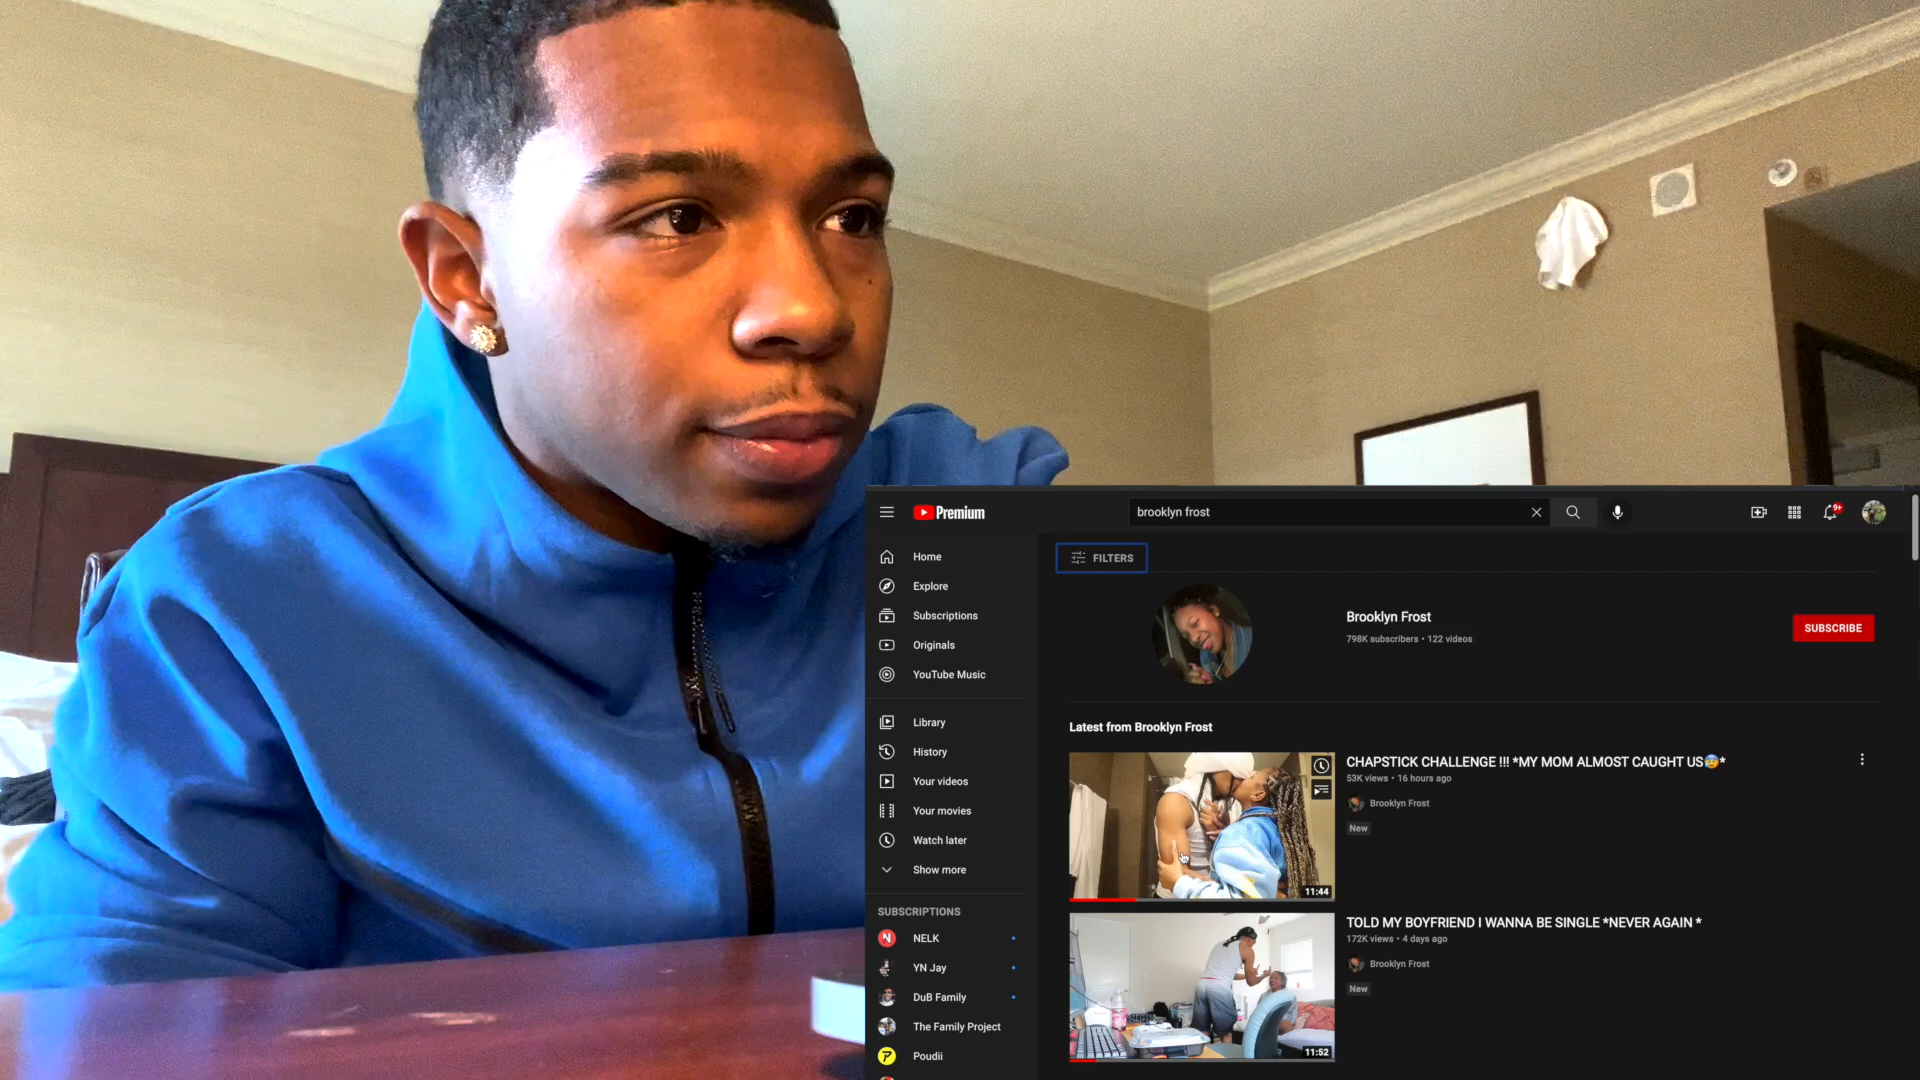 Premium
brooklyn frost
9+
Home
Explore
Subscriptions
Originals
YouTube Music
Library
History
Your videos
Your movies
Watch later
Show more
SUBSCRIPTIONS
NELK
YN Jay
DuB Family
The Family Project
Poudii
FILTERS
Brooklyn Frost
798K subscribers • 122 videos
SUBSCRIBE
Latest from Brooklyn Frost
11:44
CHAPSTICK CHALLENGE !!! *MY MOM ALMOST CAUGHT US😰*
53K views • 16 hours ago
Brooklyn Frost
New
11:52
TOLD MY BOYFRIEND I WANNA BE SINGLE *NEVER AGAIN *
172K views • 4 days ago
Brooklyn Frost
New